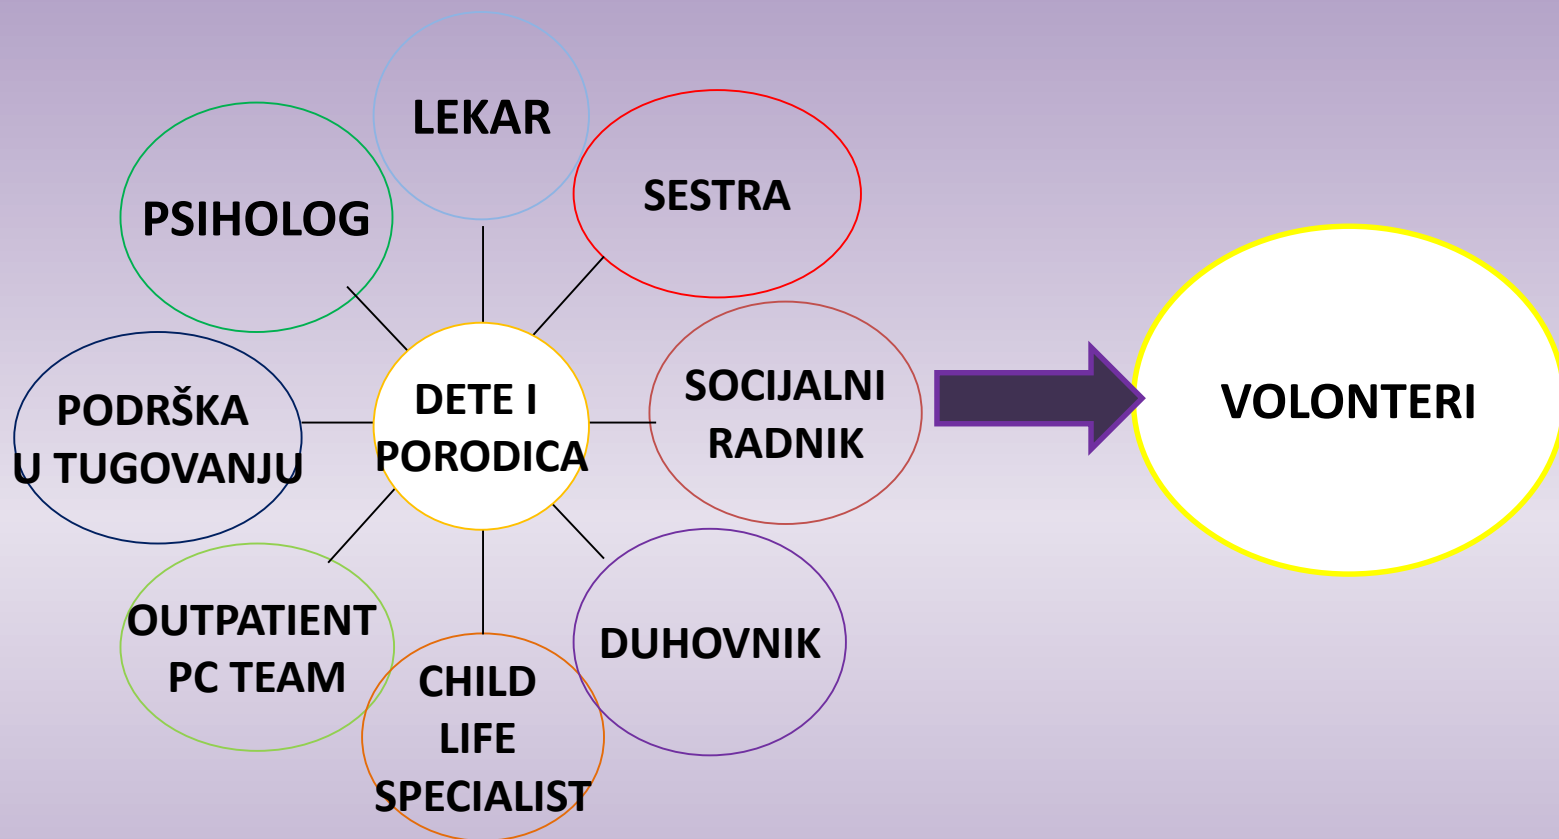 LEKAR
SESTRA
PSIHOLOG
SOCIJALNI
RADNIK
DETE I
PORODICA
PODRŠKA
U TUGOVANJU
VOLONTERI
OUTPATIENT
PC TEAM
DUHOVNIK
CHILD
LIFE
SPECIALIST